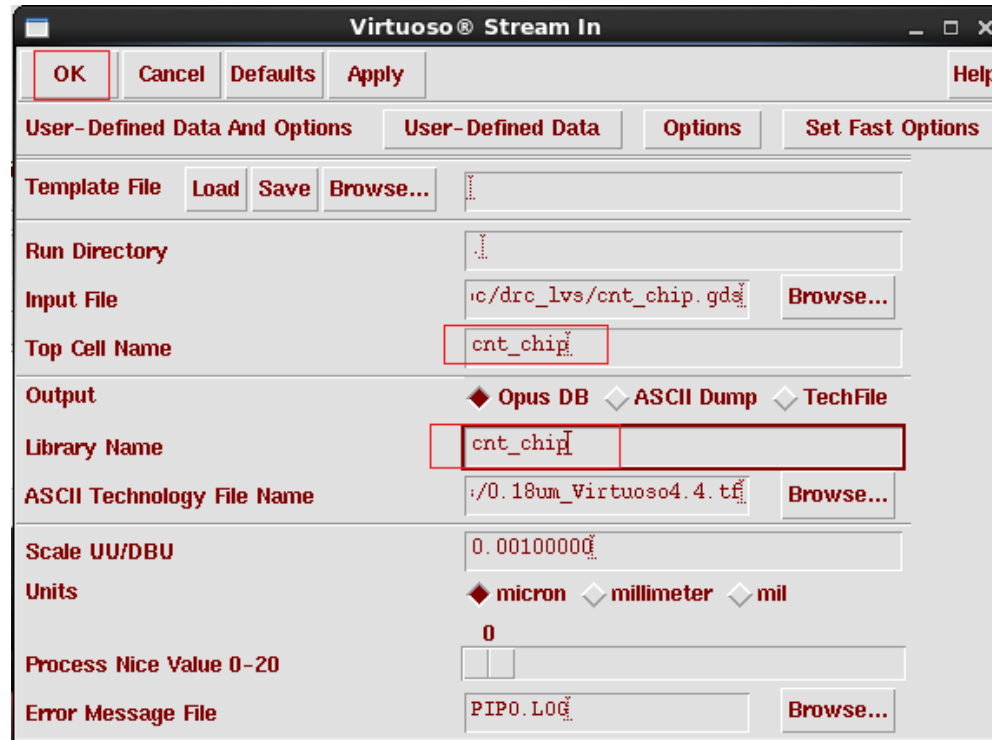 Virtuoso® Stream In
OK Cancel Defaults Apply Help
User-Defined Data And Options User-Defined Data Options Set Fast Options
Template File Load Save Browse...
Run Directory .
Input File c/drc_lvs/cnt_chip.gds Browse...
Top Cell Name cnt_chip
Output Opus DB ASCII Dump TechFile
Library Name cnt_chip
ASCII Technology File Name :/0.18um_Virtuoso4.4.tf Browse...
Scale UU/DBU 0.00100000
Units micron millimeter mil
0
Process Nice Value 0-20
Error Message File PIPO.LOG Browse...